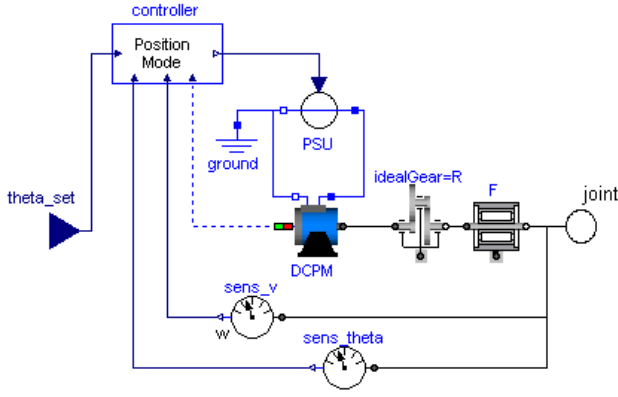 controller
Position
Mode
PSU
ground
theta_set
idealGear=R
F
joint
DCPM
sens_v
w
sens_theta